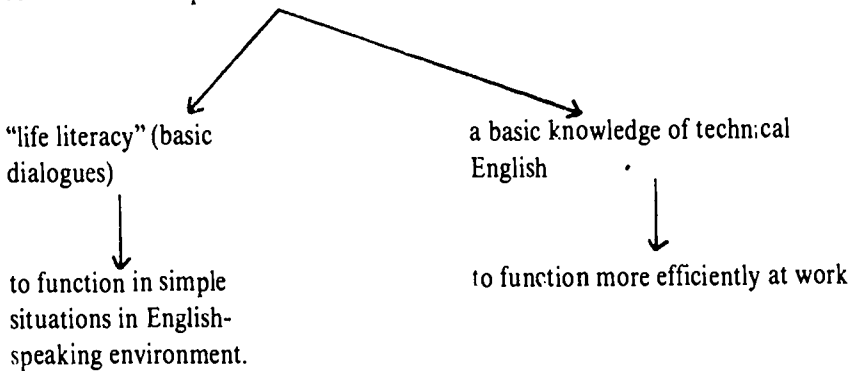 "life literacy" (basic
dialogues)
a basic knowledge of technical
English
to function in simple
situations in English-
speaking environment.
to function more efficiently at work